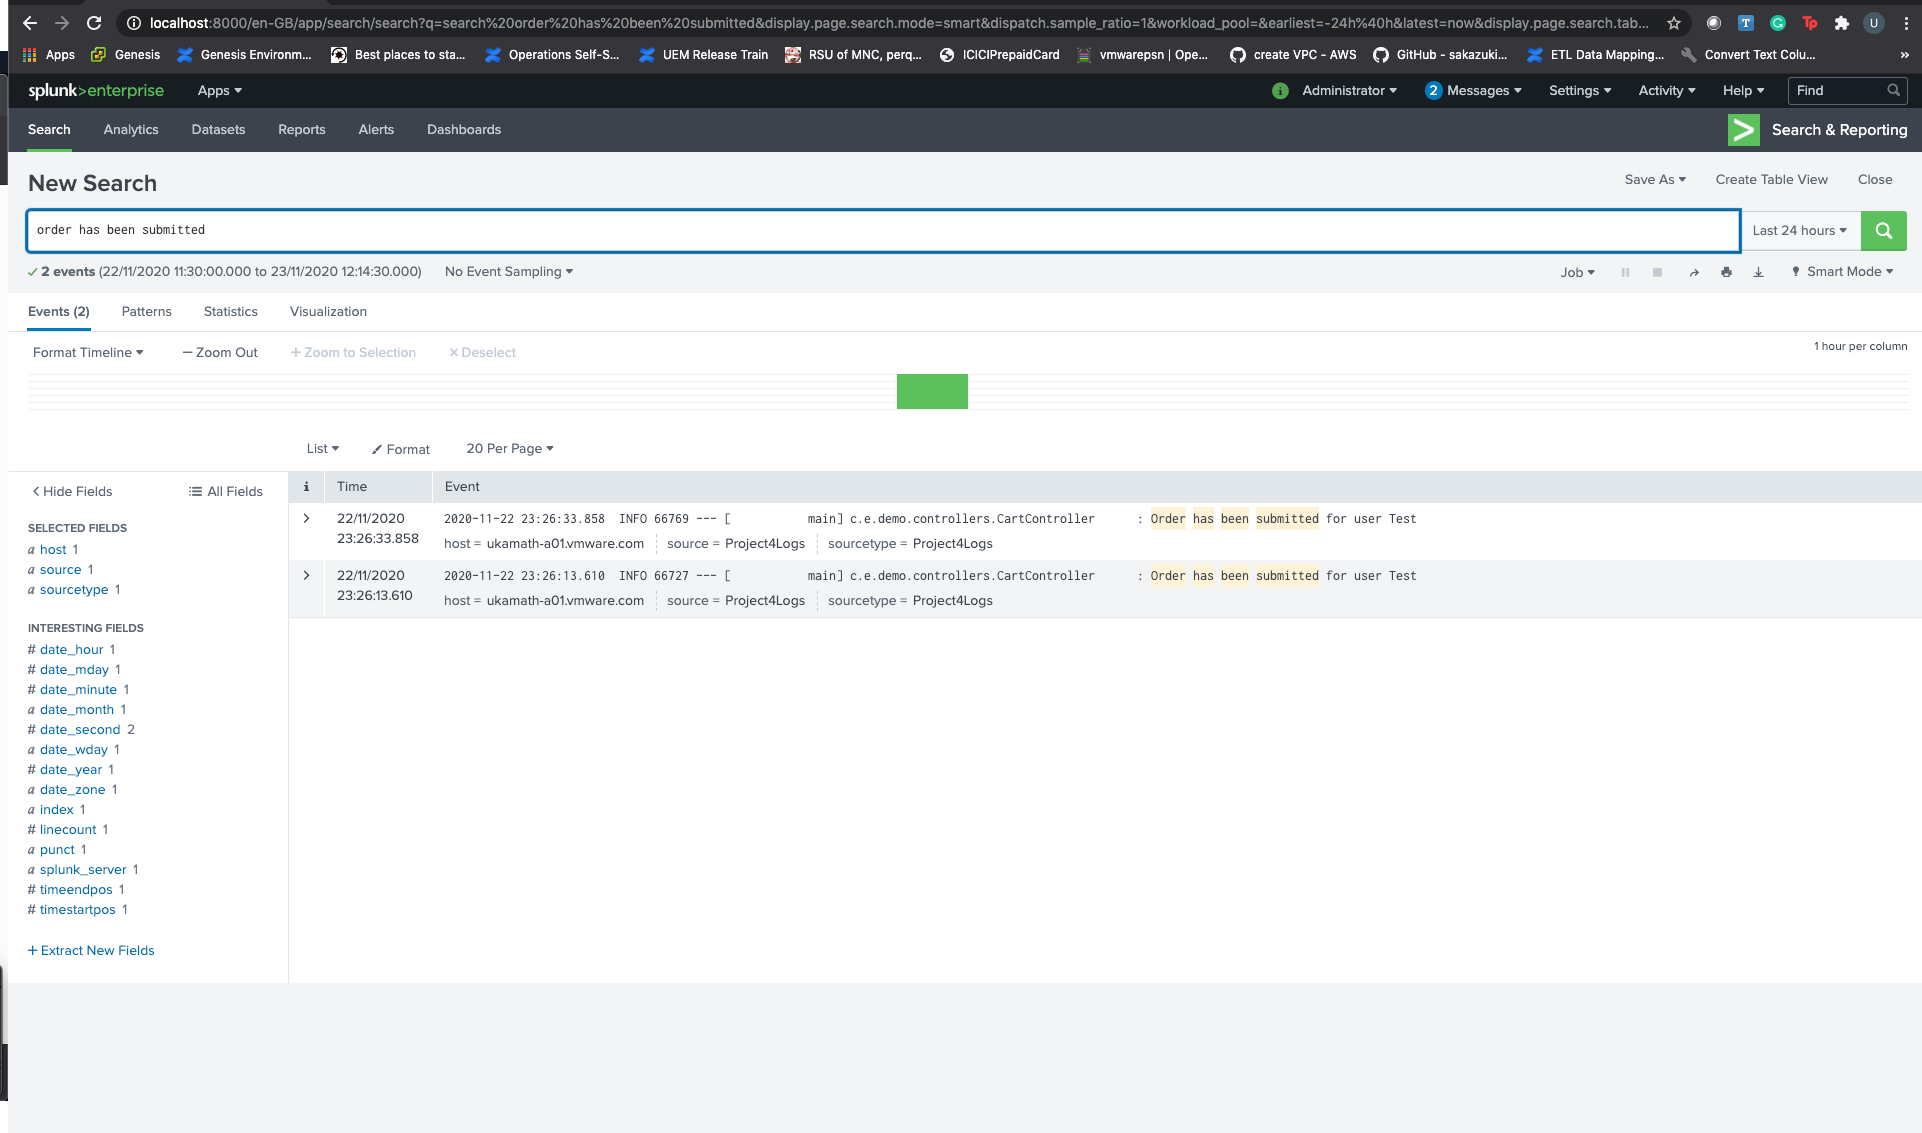 localhost:8000/en-GB/app/search/search?q=search%20order%20has%20been%20submitted&display.page.search.mode=smart&dispatch.sample_ratio=1&workload_pool=&earliest=-24h%40h&latest=now&display.page.search.tab... T G Tp U
Apps Genesis Genesis Environm... Best places to sta... Operations Self-S... UEM Release Train RSU of MNC, perq... ICICIPrepaidCard vmwarepsn | Ope... create VPC - AWS GitHub - sakazuki... ETL Data Mapping... Convert Text Colu... »
splunk>enterprise Apps i Administrator 2 Messages Settings Activity Help Find
Search Analytics Datasets Reports Alerts Dashboards > Search & Reporting
New Search Save As Create Table View Close
order has been submitted Last 24 hours
✓ 2 events (22/11/2020 11:30:00.000 to 23/11/2020 12:14:30.000) No Event Sampling Job Smart Mode
Events (2) Patterns Statistics Visualization
Format Timeline — Zoom Out + Zoom to Selection × Deselect 1 hour per column
List Format 20 Per Page
< Hide Fields All Fields i Time Event
SELECTED FIELDS
a host 1
a source 1
a sourcetype 1
INTERESTING FIELDS
# date_hour 1
# date_mday 1
# date_minute 1
a date_month 1
# date_second 2
a date_wday 1
# date_year 1
a date_zone 1
a index 1
# linecount 1
a punct 1
a splunk_server 1
# timeendpos 1
# timestartpos 1
+ Extract New Fields
> 22/11/2020 2020-11-22 23:26:33.858 INFO 66769 --- [ main] c.e.demo.controllers.CartController : Order has been submitted for user Test
23:26:33.858 host = ukamath-a01.vmware.com source = Project4Logs sourcetype = Project4Logs
> 22/11/2020 2020-11-22 23:26:13.610 INFO 66727 --- [ main] c.e.demo.controllers.CartController : Order has been submitted for user Test
23:26:13.610 host = ukamath-a01.vmware.com source = Project4Logs sourcetype = Project4Logs